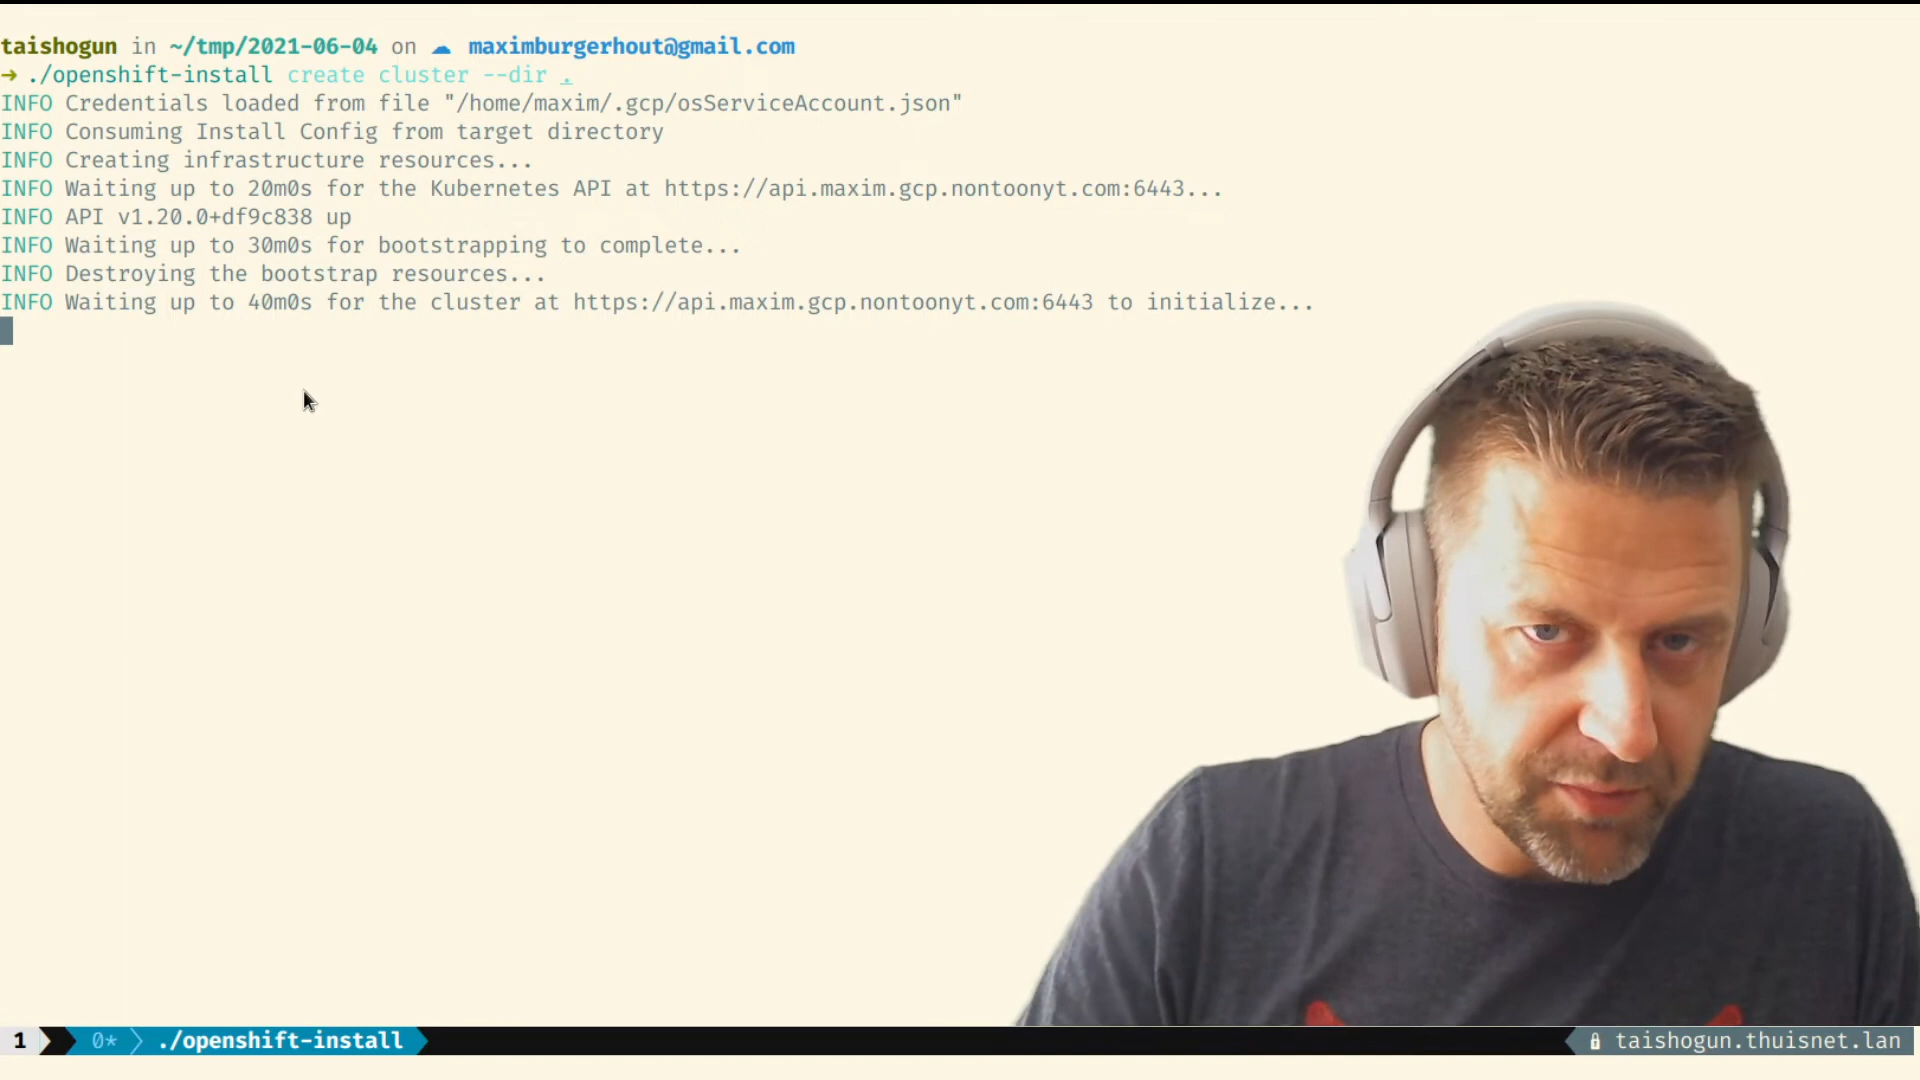 taishogun in ~/tmp/2021-06-04 on ☁ maximburgerhout@gmail.com
➜ ./openshift-install create cluster --dir .
INFO Credentials loaded from file "/home/maxim/.gcp/osServiceAccount.json"
INFO Consuming Install Config from target directory
INFO Creating infrastructure resources...
INFO Waiting up to 20m0s for the Kubernetes API at https://api.maxim.gcp.nontoonyt.com:6443...
INFO API v1.20.0+df9c838 up
INFO Waiting up to 30m0s for bootstrapping to complete...
INFO Destroying the bootstrap resources...
INFO Waiting up to 40m0s for the cluster at https://api.maxim.gcp.nontoonyt.com:6443 to initialize...
1 0* ./openshift-install taishogun.thuisnet.lan